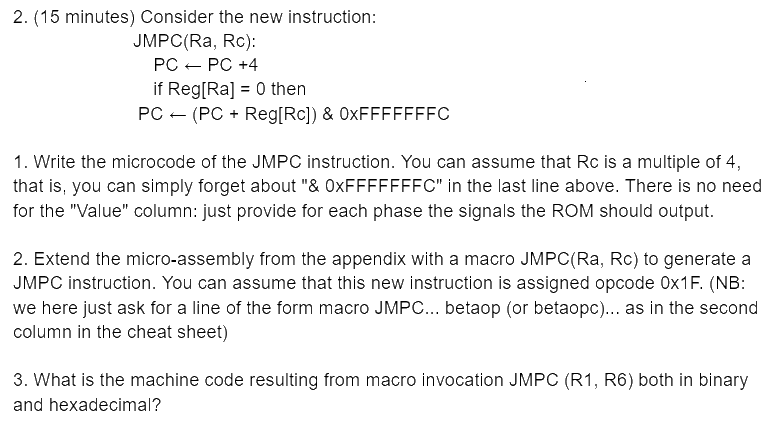 2. (15 minutes) Consider the new instruction:
JMPC(Ra, Rc):
PC ← PC +4
if Reg[Ra] = 0 then
PC ← (PC + Reg[Rc]) & 0xFFFFFFFC
1. Write the microcode of the JMPC instruction. You can assume that Rc is a multiple of 4,
that is, you can simply forget about "& 0xFFFFFFFC" in the last line above. There is no need
for the "Value" column: just provide for each phase the signals the ROM should output.
2. Extend the micro-assembly from the appendix with a macro JMPC(Ra, Rc) to generate a
JMPC instruction. You can assume that this new instruction is assigned opcode 0x1F. (NB:
we here just ask for a line of the form macro JMPC... betaop (or betaopc)... as in the second
column in the cheat sheet)
3. What is the machine code resulting from macro invocation JMPC (R1, R6) both in binary
and hexadecimal?